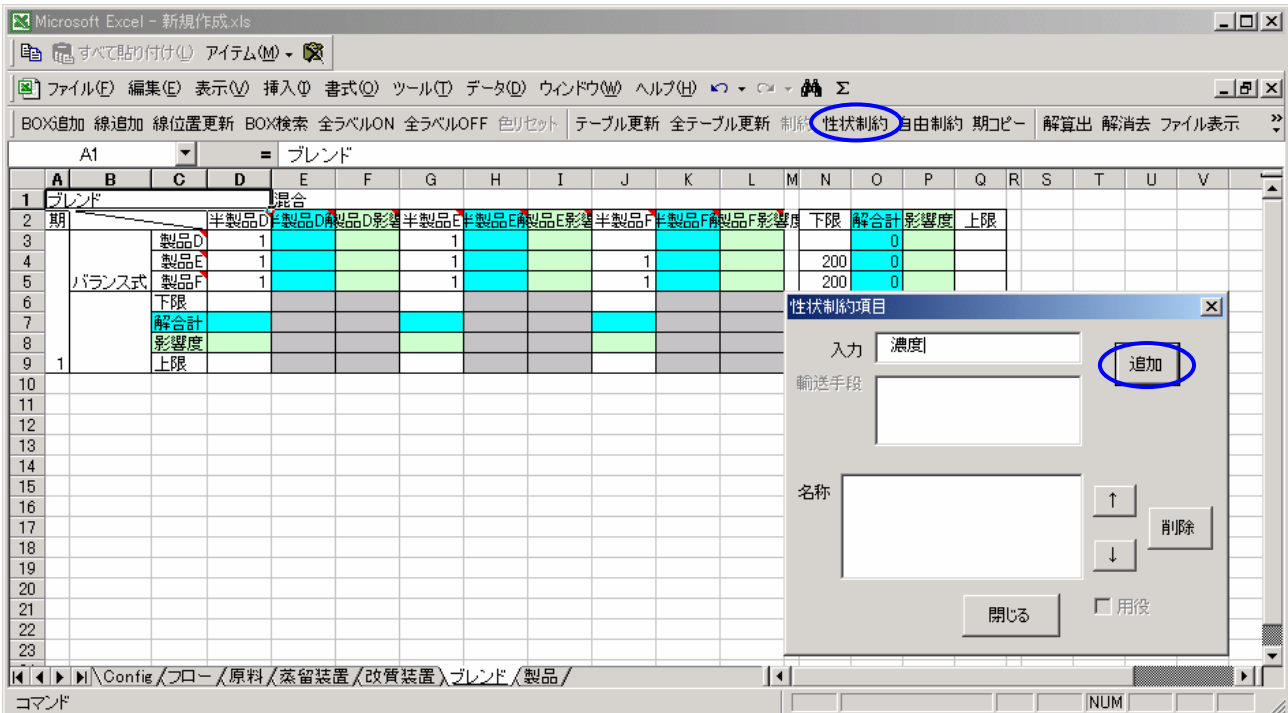 Microsoft Excel - 新規作成.xls
すべて貼り付け(L) アイテム(M)
ファイル(F) 編集(E) 表示(V) 挿入(I) 書式(O) ツール(T) データ(D) ウィンドウ(W) ヘルプ(H) Σ
BOX追加 線追加 線位置更新 BOX検索 全ラベルON 全ラベルOFF 色リセット テーブル更新 全テーブル更新 制約 性状制約 自由制約 期コピー 解算出 解消去 ファイル表示
A1 = ブレンド
A B C D E F G H I J K L M N O P Q R S T U V
1 ブレンド 混合
2 期 半製品D 半製品D解 製品D影響 半製品E 半製品E解 製品E影響 半製品F 半製品F解 製品F影響度 下限 解合計 影響度 上限
3 製品D 1 1 0
4 製品E 1 1 1 200 0
5 バランス式 製品F 1 1 1 200 0
6 下限
7 解合計
8 影響度
9 1 上限
10
11
12
13
14
15
16
17
18
19
20
21
22
23
性状制約項目
入力 濃度
追加
輸送手段
名称
↑
削除
↓
閉じる
用役
Config フロー 原料 蒸留装置 改質装置 ブレンド 製品
コマンド NUM